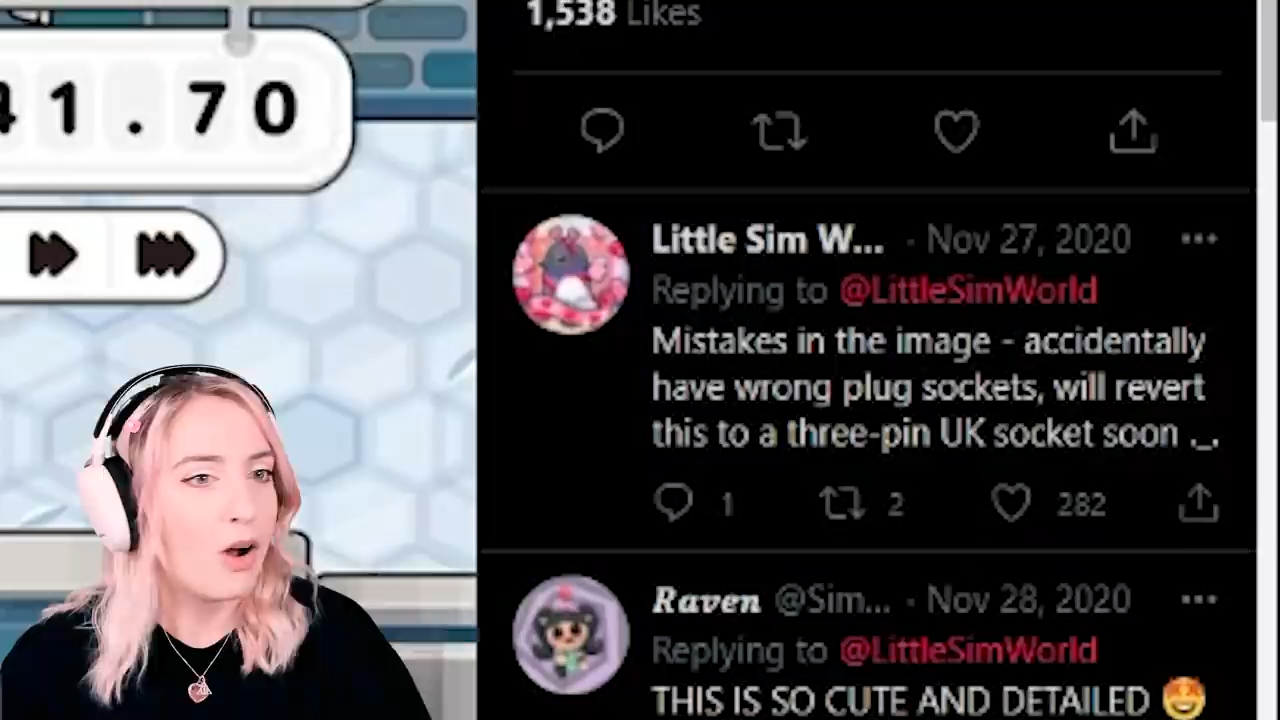 41.70
1,538 Likes
Little Sim W... · Nov 27, 2020
Replying to @LittleSimWorld
Mistakes in the image - accidentally
have wrong plug sockets, will revert
this to a three-pin UK socket soon ._.
1 2 282
Raven @Sim... · Nov 28, 2020
Replying to @LittleSimWorld
THIS IS SO CUTE AND DETAILED 🤩